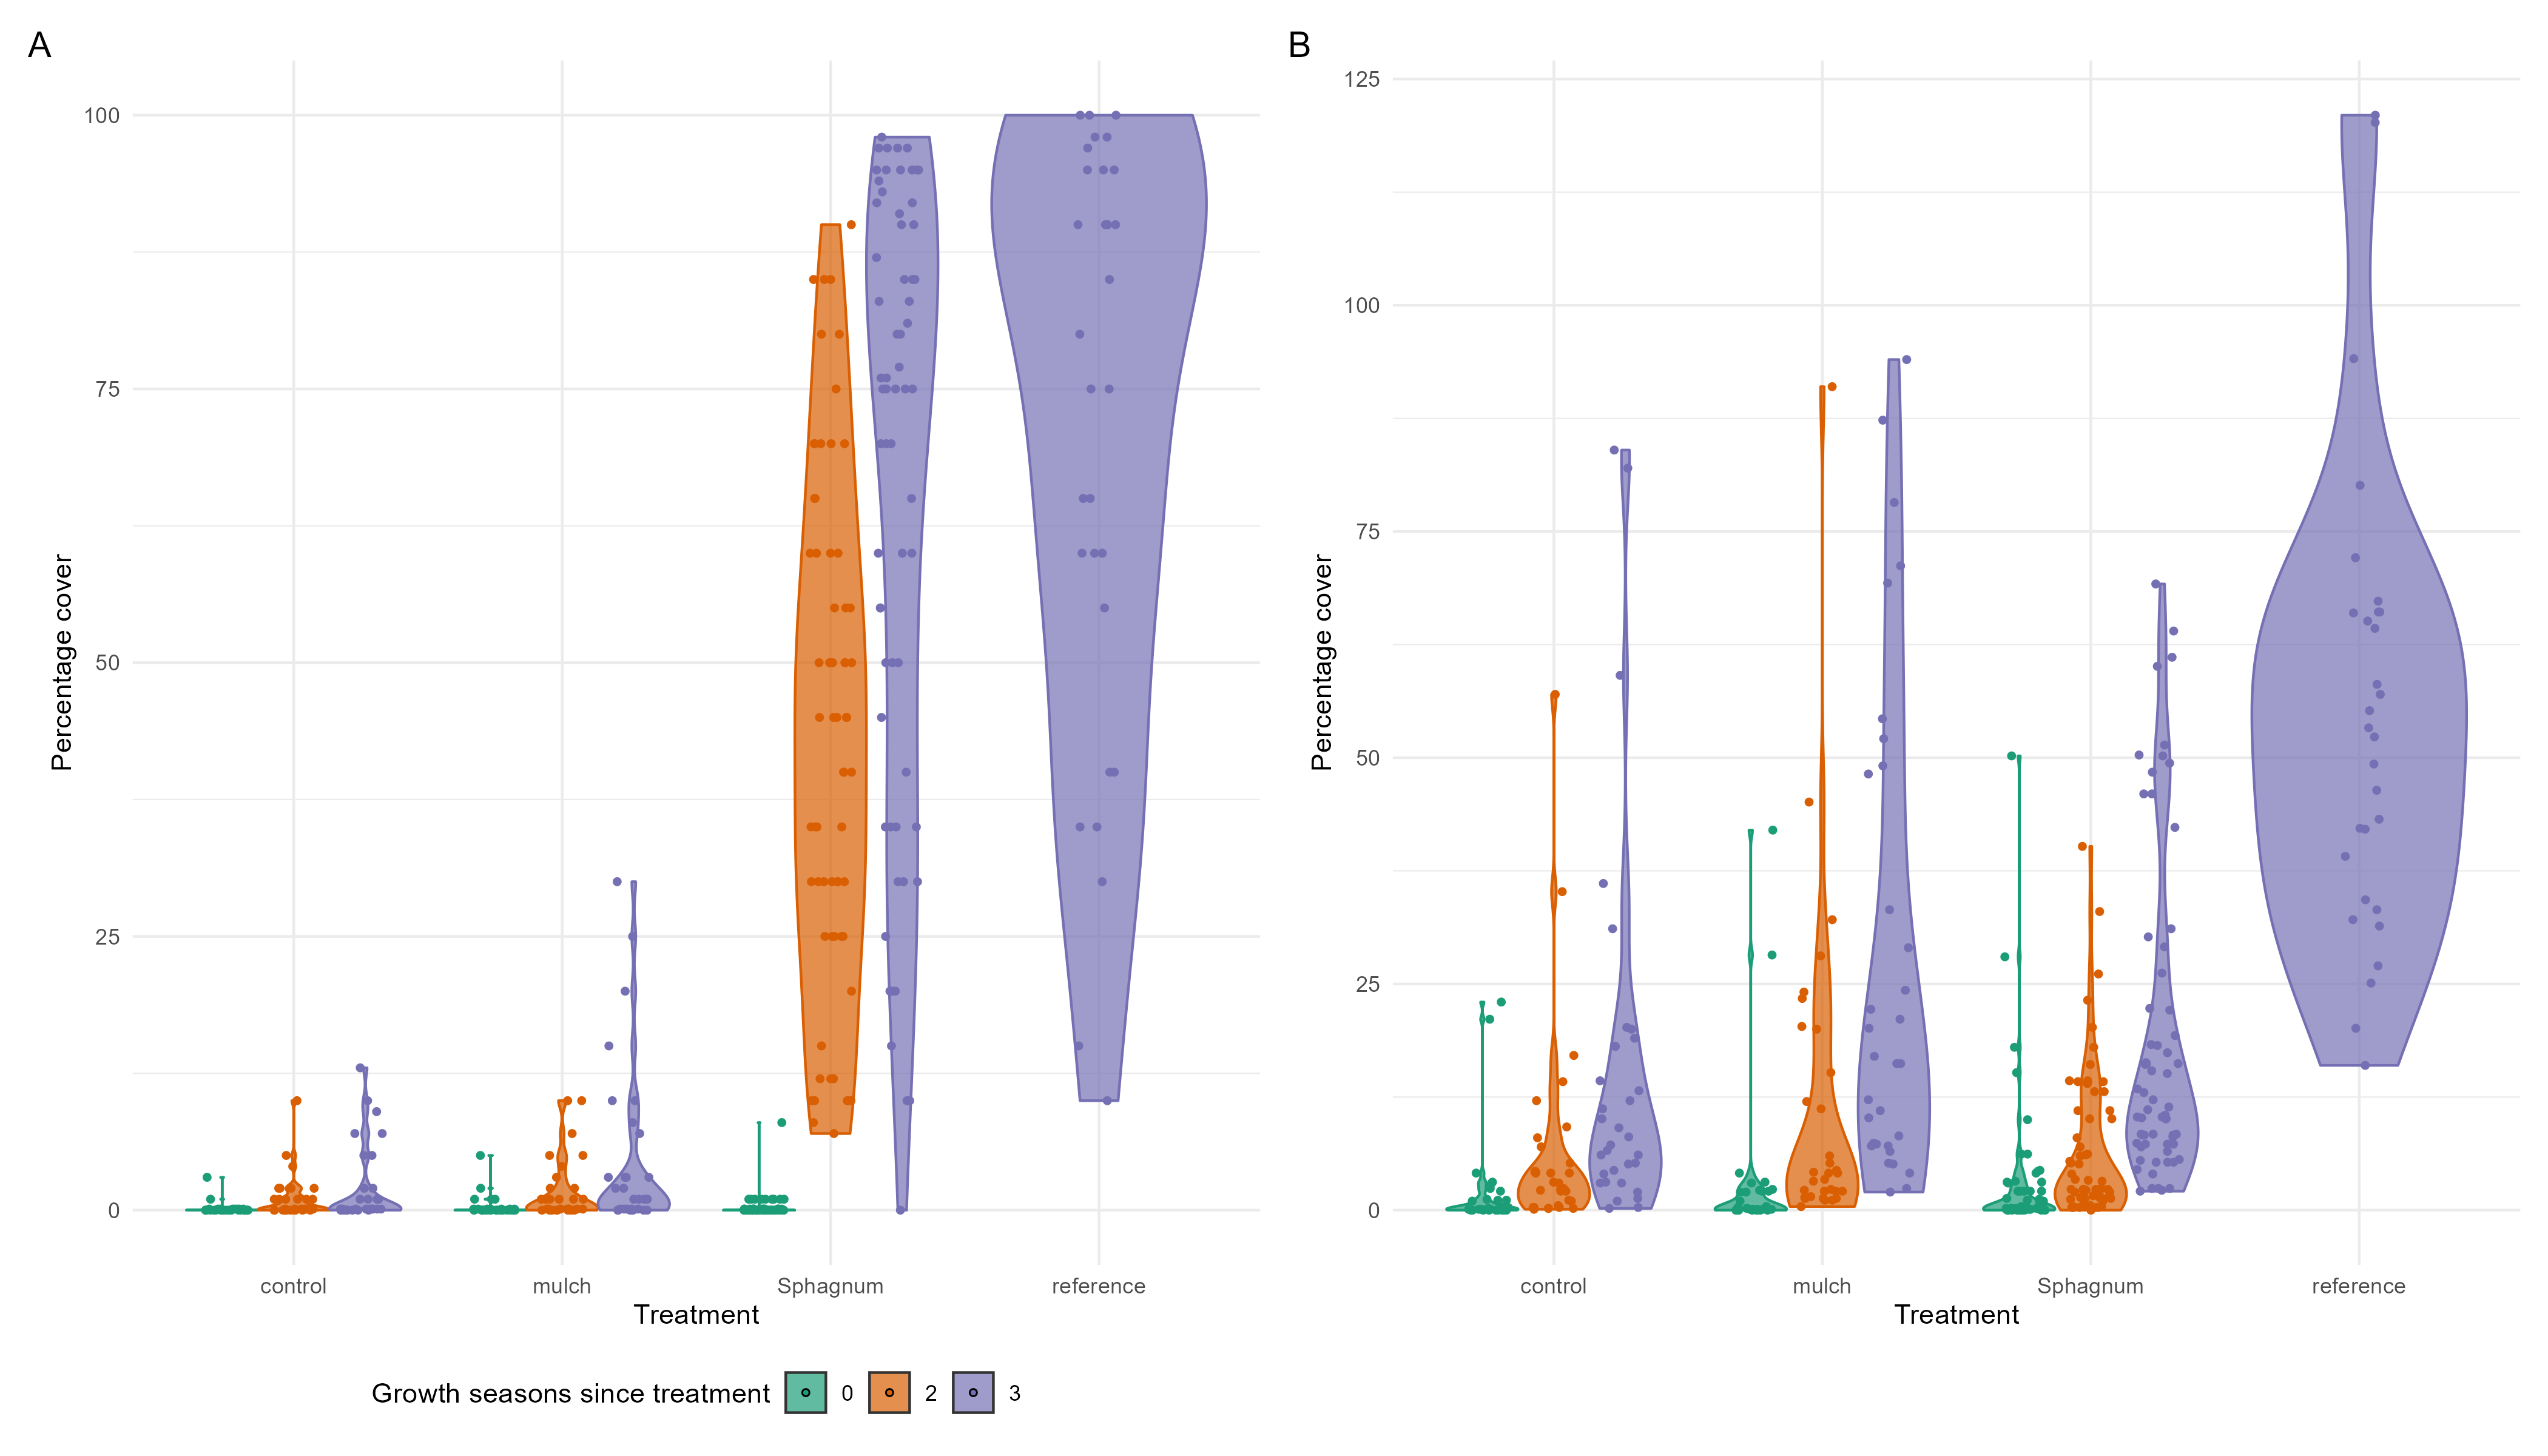 A
Percentage cover
100
75
50
25
0
control mulch Sphagnum reference
Treatment
B
Percentage cover
125
100
75
50
25
0
control mulch Sphagnum reference
Treatment
Growth seasons since treatment 0 2 3